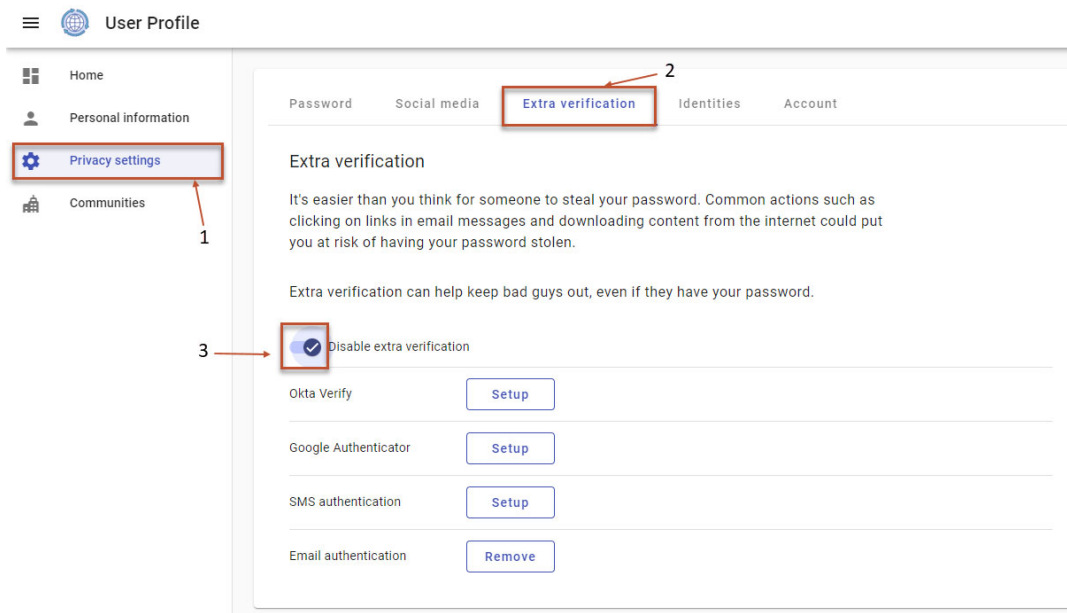 User Profile
Home
Personal information
Privacy settings
Communities
1
2
Password Social media Extra verification Identities Account
Extra verification
It's easier than you think for someone to steal your password. Common actions such as
clicking on links in email messages and downloading content from the internet could put
you at risk of having your password stolen.
Extra verification can help keep bad guys out, even if they have your password.
3
Disable extra verification
Okta Verify Setup
Google Authenticator Setup
SMS authentication Setup
Email authentication Remove